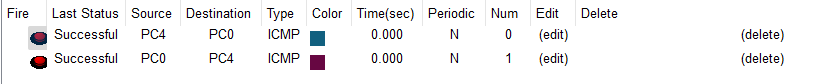 Fire Last Status Source Destination Type Color Time(sec) Periodic Num Edit Delete
Successful PC4 PC0 ICMP 0.000 N 0 (edit) (delete)
Successful PC0 PC4 ICMP 0.000 N 1 (edit) (delete)